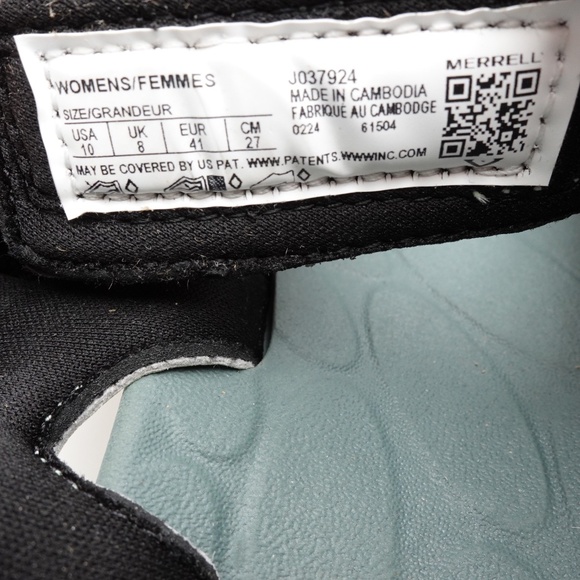 WOMENS/FEMMES
SIZE/GRANDEUR
USA UK EUR CM
10 8 41 27
J037924
MADE IN CAMBODIA
FABRIQUE AU CAMBODGE
0224 61504
MERRELL
MAY BE COVERED BY US PAT. WWW.PATENTS.WWWINC.COM